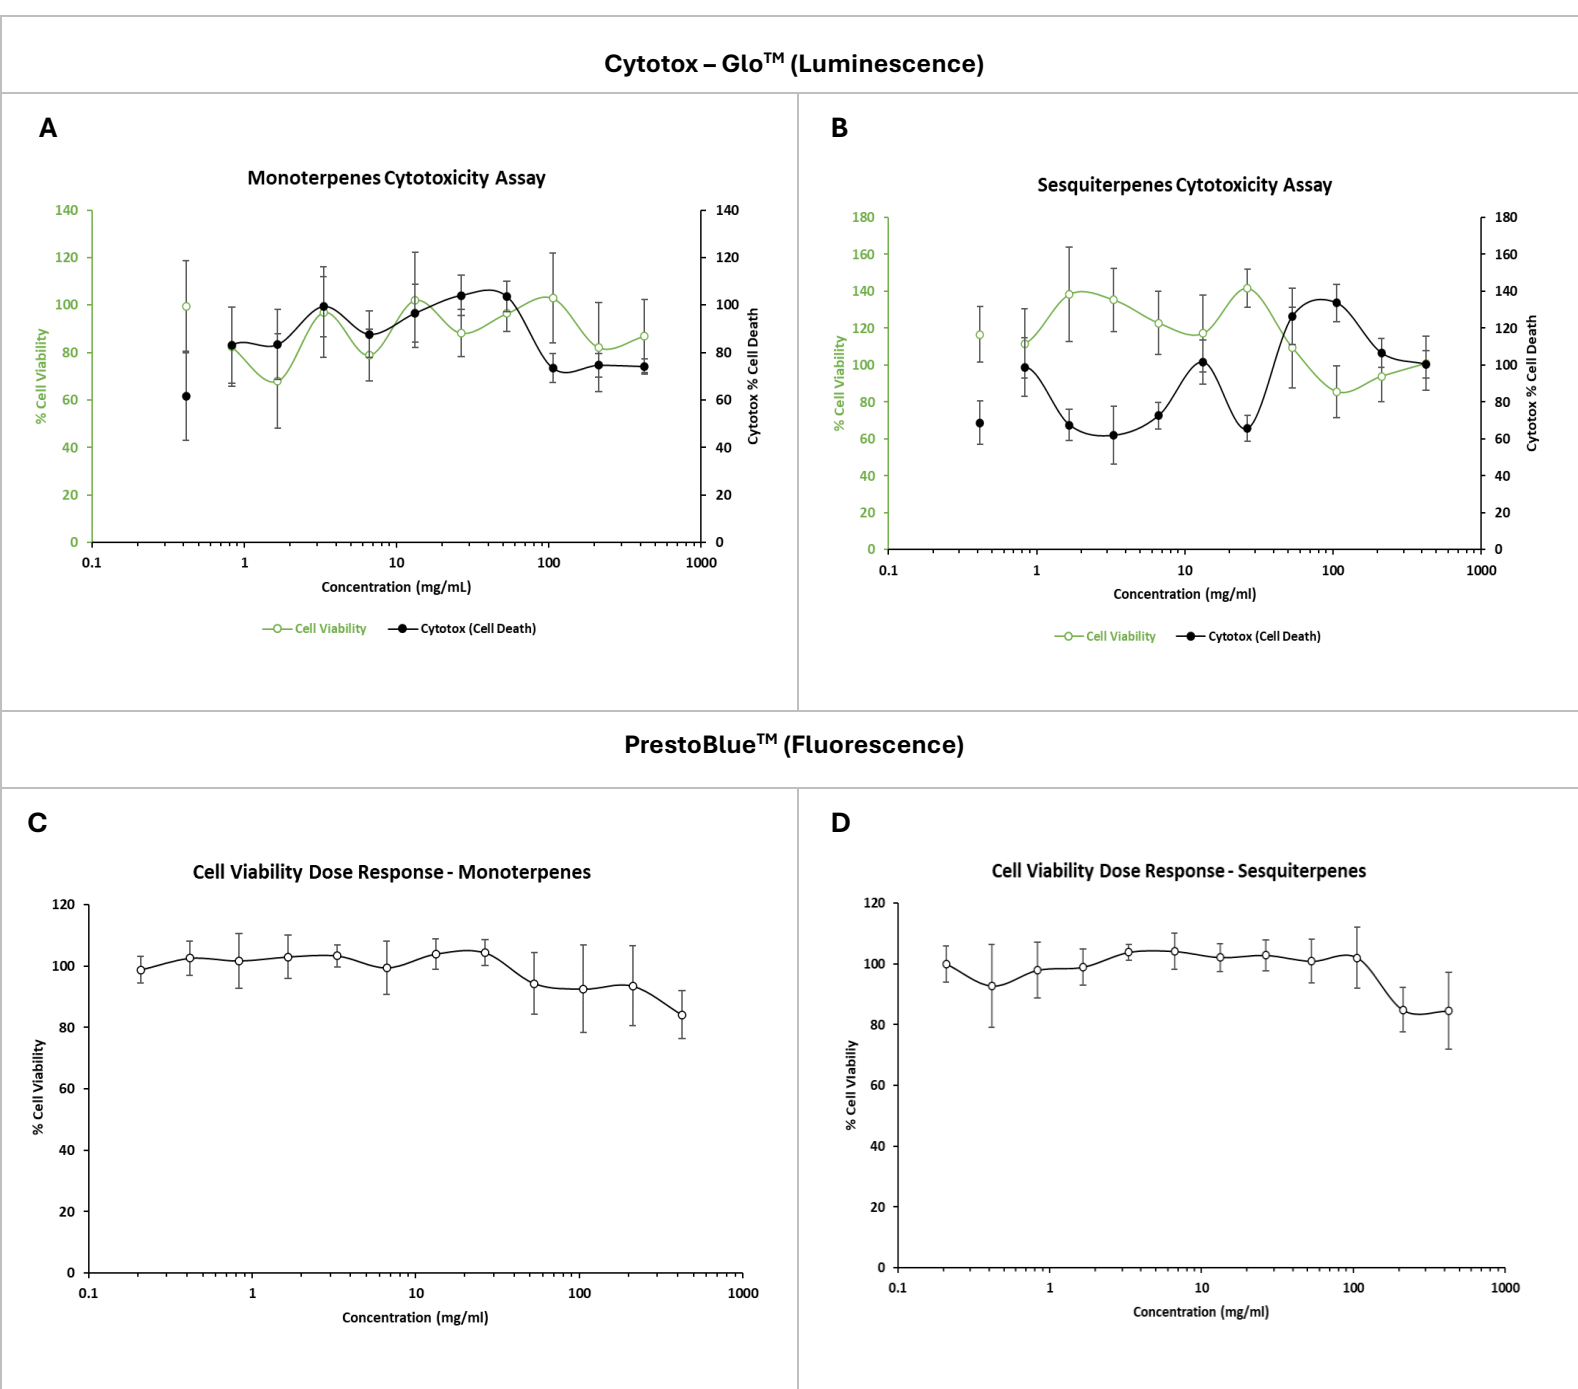 Cytotox – Glo™ (Luminescence)
A
Monoterpenes Cytotoxicity Assay
140
120
100
80
60
40
20
0
% Cell Viability
140
120
100
80
60
40
20
0
Cytotox % Cell Death
0.1
1
10
100
1000
Concentration (mg/mL)
Cell Viability
Cytotox (Cell Death)
B
Sesquiterpenes Cytotoxicity Assay
180
160
140
120
100
80
60
40
20
0
% Cell Viability
180
160
140
120
100
80
60
40
20
0
Cytotox % Cell Death
0.1
1
10
100
1000
Concentration (mg/ml)
Cell Viability
Cytotox (Cell Death)
PrestoBlue™ (Fluorescence)
C
Cell Viability Dose Response - Monoterpenes
120
100
80
60
40
20
0
% Cell Viability
0.1
1
10
100
1000
Concentration (mg/ml)
D
Cell Viability Dose Response - Sesquiterpenes
120
100
80
60
40
20
0
% Cell Vlabiliy
0.1
1
10
100
1000
Concentration (mg/ml)